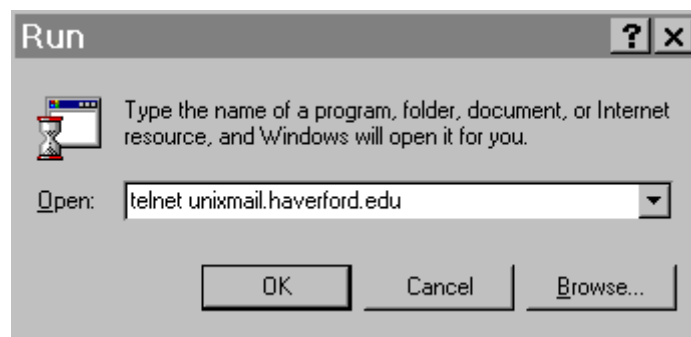 Run
Type the name of a program, folder, document, or Internet
resource, and Windows will open it for you.
Open: telnet unixmail.haverford.edu
OK Cancel Browse...